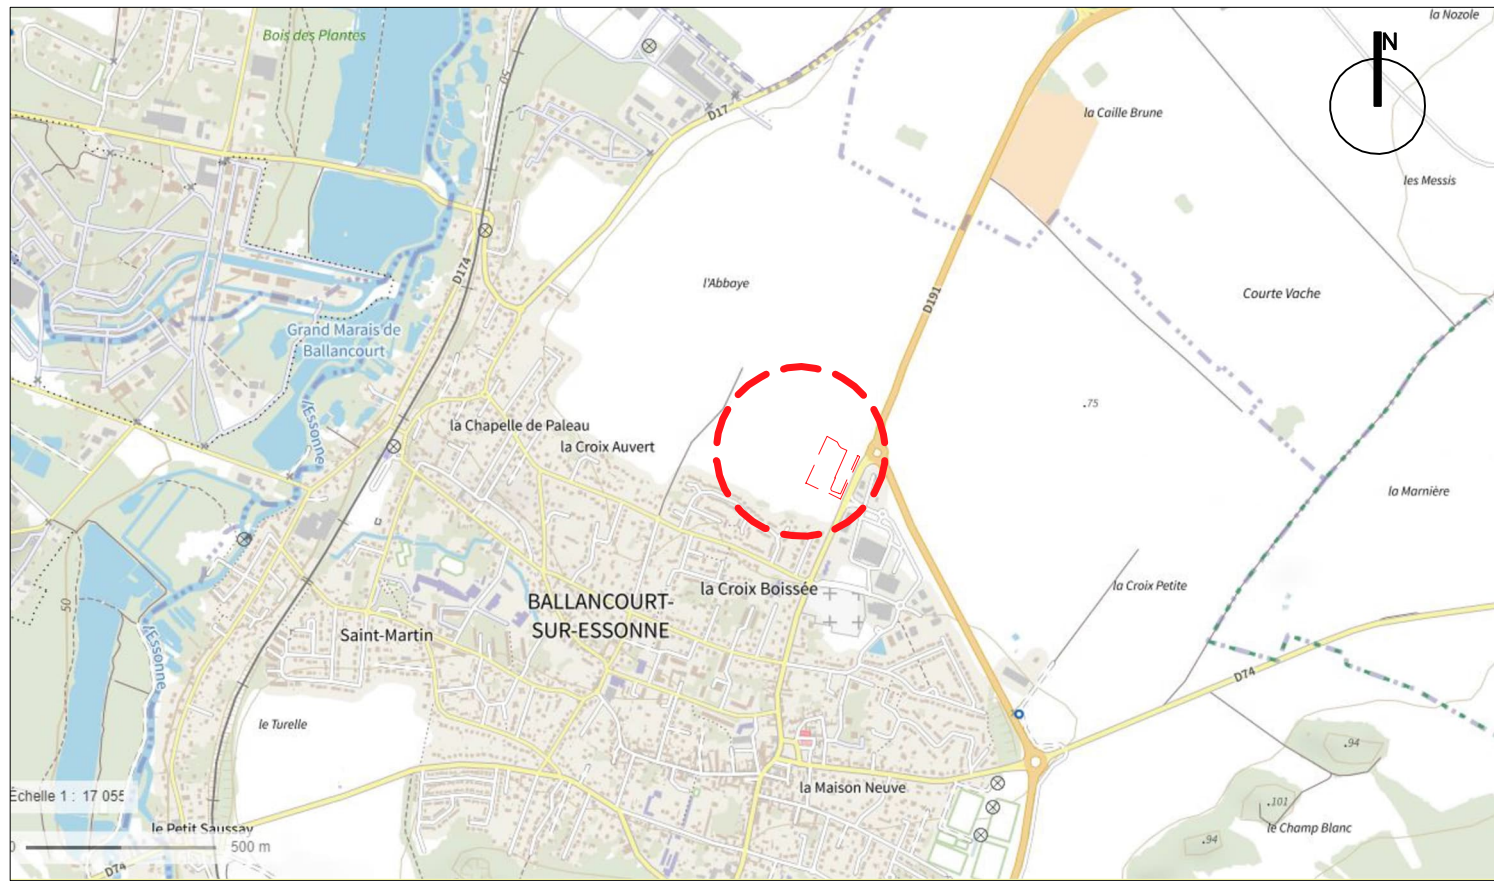 la Nozole
Bois des Plantes
N
50
D17
la Caille Brune
les Messis
D174
l'Abbaye
Courte Vache
D191
Grand Marais de
Ballancourt
.75
l'Essonne
la Chapelle de Paleau
la Croix Auvert
la Marnière
la Croix Petite
la Croix Boissée
BALLANCOURT-
SUR-ESSONNE
50
Saint-Martin
l'Essonne
D74
le Turelle
.94
la Maison Neuve
Échelle 1 : 17 055
.101
le Champ Blanc
le Petit Saussay
.94
0
500 m
D74